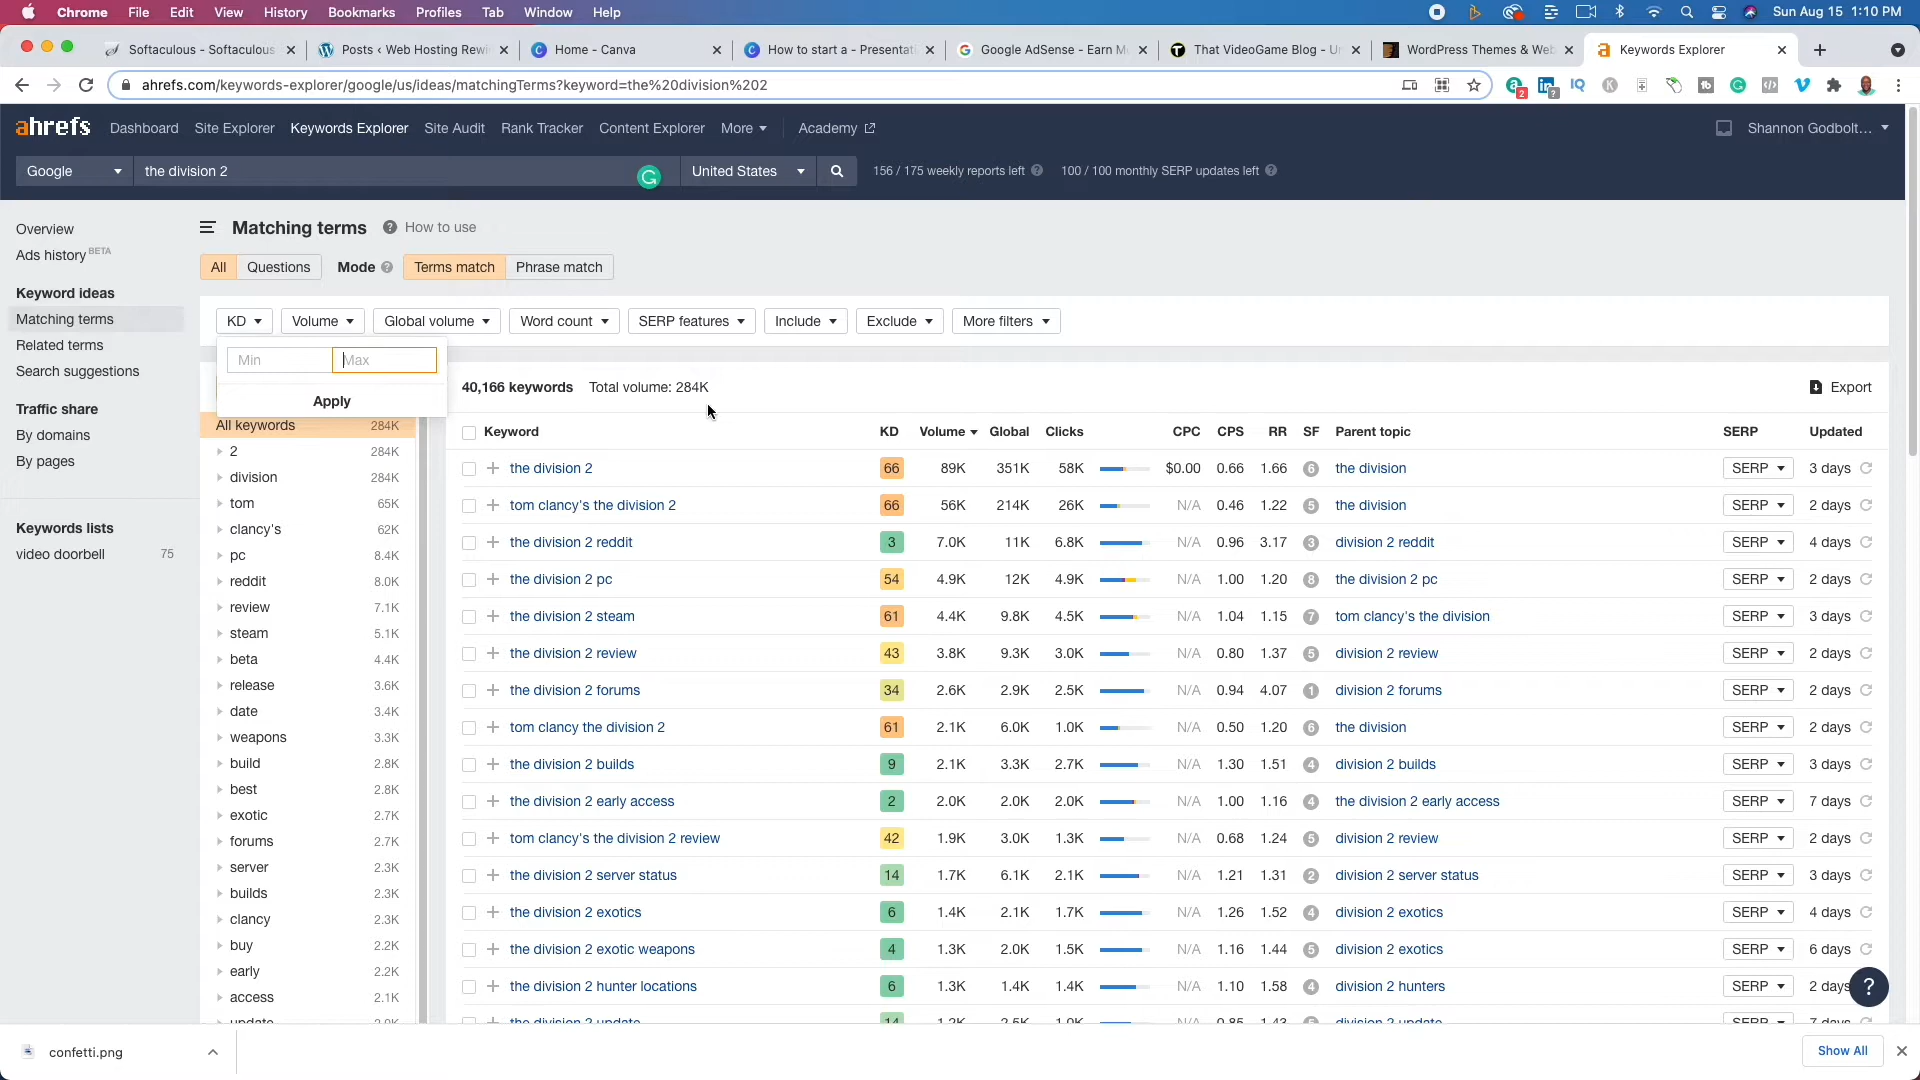 Chrome File Edit View History Bookmarks Profiles Tab Window Help Sun Aug 15 1:10 PM
Softaculous - Softaculous Posts ‹ Web Hosting Rewi Home - Canva How to start a - Presentati Google AdSense - Earn M That VideoGame Blog - Un WordPress Themes & Web Keywords Explorer
ahrefs.com/keywords-explorer/google/us/ideas/matchingTerms?keyword=the%20division%202
ahrefs Dashboard Site Explorer Keywords Explorer Site Audit Rank Tracker Content Explorer More Academy Shannon Godbolt...
Google the division 2 United States 156 / 175 weekly reports left 100 / 100 monthly SERP updates left
Overview
Ads history BETA
Keyword ideas
Matching terms
Related terms
Search suggestions
Traffic share
By domains
By pages
Keywords lists
video doorbell 75
Matching terms How to use
All Questions Mode Terms match Phrase match
KD Volume Global volume Word count SERP features Include Exclude More filters
Min Max
Apply
40,166 keywords Total volume: 284K Export
All keywords 284K
2 284K
division 284K
tom 65K
clancy's 62K
pc 8.4K
reddit 8.0K
review 7.1K
steam 5.1K
beta 4.4K
release 3.6K
date 3.4K
weapons 3.3K
build 2.8K
best 2.8K
exotic 2.7K
forums 2.7K
server 2.3K
builds 2.3K
clancy 2.3K
buy 2.2K
early 2.2K
access 2.1K
update 2.0K
Keyword KD Volume Global Clicks CPC CPS RR SF Parent topic SERP Updated
the division 2 66 89K 351K 58K $0.00 0.66 1.66 6 the division SERP 3 days
tom clancy's the division 2 66 56K 214K 26K N/A 0.46 1.22 5 the division SERP 2 days
the division 2 reddit 3 7.0K 11K 6.8K N/A 0.96 3.17 3 division 2 reddit SERP 4 days
the division 2 pc 54 4.9K 12K 4.9K N/A 1.00 1.20 8 the division 2 pc SERP 2 days
the division 2 steam 61 4.4K 9.8K 4.5K N/A 1.04 1.15 7 tom clancy's the division SERP 3 days
the division 2 review 43 3.8K 9.3K 3.0K N/A 0.80 1.37 5 division 2 review SERP 2 days
the division 2 forums 34 2.6K 2.9K 2.5K N/A 0.94 4.07 1 division 2 forums SERP 2 days
tom clancy the division 2 61 2.1K 6.0K 1.0K N/A 0.50 1.20 6 the division SERP 2 days
the division 2 builds 9 2.1K 3.3K 2.7K N/A 1.30 1.51 4 division 2 builds SERP 3 days
the division 2 early access 2 2.0K 2.0K 2.0K N/A 1.00 1.16 4 the division 2 early access SERP 7 days
tom clancy's the division 2 review 42 1.9K 3.0K 1.3K N/A 0.68 1.24 5 division 2 review SERP 2 days
the division 2 server status 14 1.7K 6.1K 2.1K N/A 1.21 1.31 2 division 2 server status SERP 3 days
the division 2 exotics 6 1.4K 2.1K 1.7K N/A 1.26 1.52 4 division 2 exotics SERP 4 days
the division 2 exotic weapons 4 1.3K 2.0K 1.5K N/A 1.16 1.44 5 division 2 exotics SERP 6 days
the division 2 hunter locations 6 1.3K 1.4K 1.4K N/A 1.10 1.58 4 division 2 hunters SERP 2 days
the division 2 update 14 1.2K 2.5K 1.0K N/A 0.85 1.43 division 2 update SERP 7 days
?
confetti.png Show All